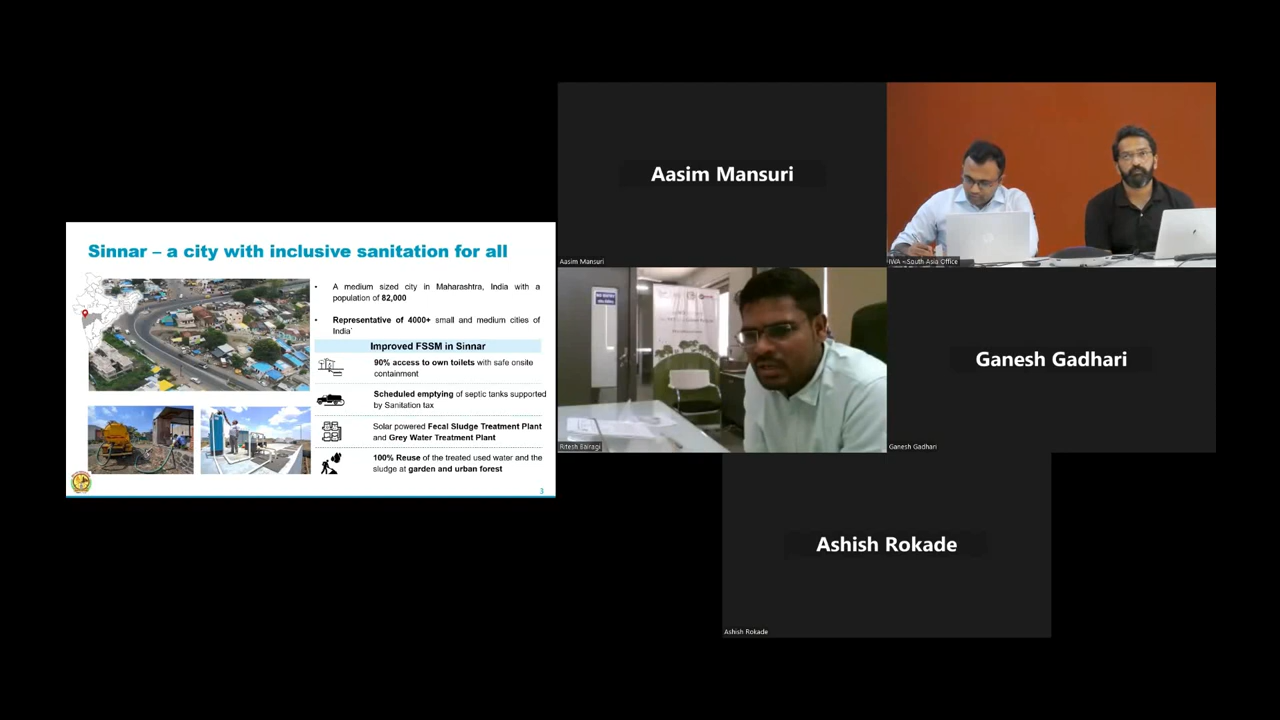 Sinnar – a city with inclusive sanitation for all
• A medium sized city in Maharashtra, India with a
population of 82,000
• Representative of 4000+ small and medium cities of
India`
Improved FSSM in Sinnar
90% access to own toilets with safe onsite
containment
Scheduled emptying of septic tanks supported
by Sanitation tax
Solar powered Fecal Sludge Treatment Plant
and Grey Water Treatment Plant
100% Reuse of the treated used water and the
sludge at garden and urban forest
3
Aasim Mansuri
Aasim Mansuri
IWA - South Asia Office
Ritesh Bairagi
Ganesh Gadhari
Ganesh Gadhari
Ashish Rokade
Ashish Rokade